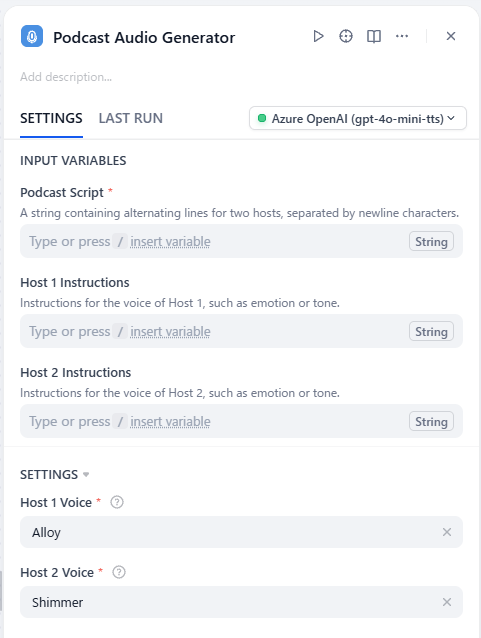 Podcast Audio Generator
Add description...
SETTINGS LAST RUN Azure OpenAI (gpt-4o-mini-tts)
INPUT VARIABLES
Podcast Script *
A string containing alternating lines for two hosts, separated by newline characters.
Type or press / insert variable String
Host 1 Instructions
Instructions for the voice of Host 1, such as emotion or tone.
Type or press / insert variable String
Host 2 Instructions
Instructions for the voice of Host 2, such as emotion or tone.
Type or press / insert variable String
SETTINGS
Host 1 Voice *
Alloy
Host 2 Voice *
Shimmer